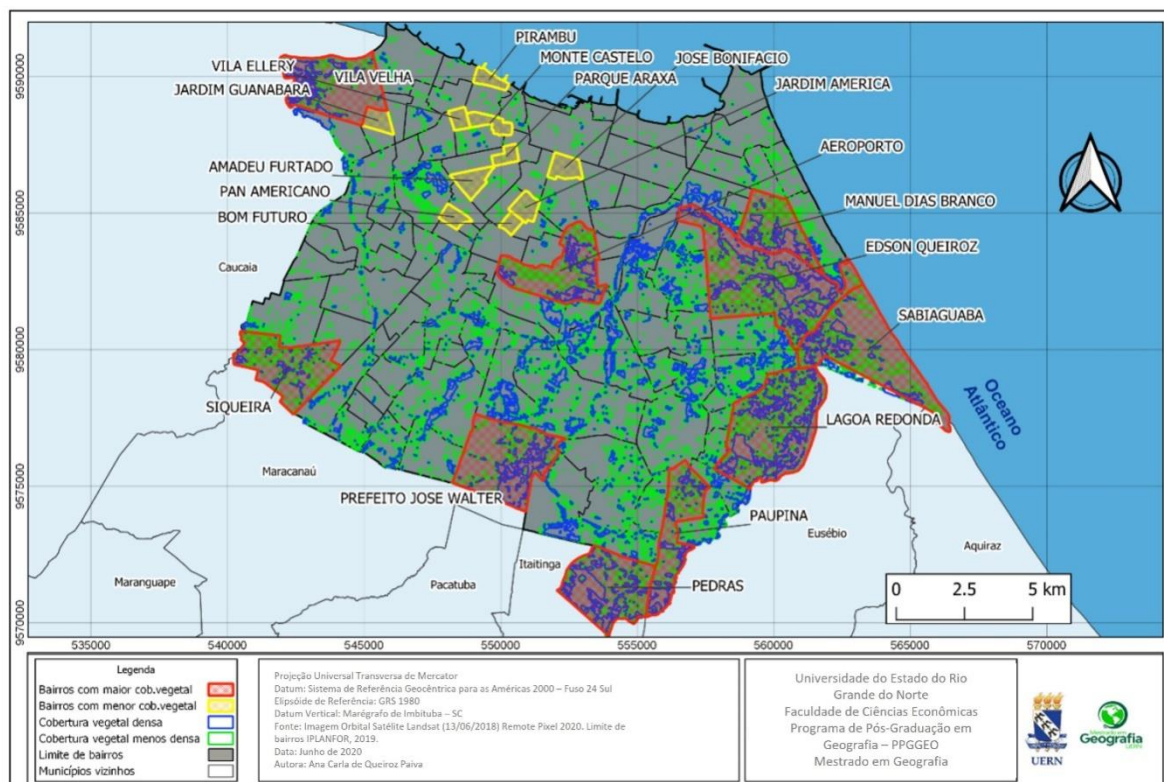 PIRAMBU
MONTE CASTELO
JOSE BONIFACIO
VILA ELLERY
VILA VELHA
PARQUE ARAXA
JARDIM GUANABARA
JARDIM AMERICA
AEROPORTO
AMADEU FURTADO
PAN AMERICANO
MANUEL DIAS BRANCO
BOM FUTURO
EDSON QUEIROZ
Caucaia
SABIAGUABA
SIQUEIRA
Oceano
Atlântico
LAGOA REDONDA
Maracanaú
PREFEITO JOSE WALTER
PAUPINA
Eusébio
Aquiraz
Itaitinga
Maranguape
Pacatuba
PEDRAS
0 2.5 5 km
9590000
9585000
9580000
9575000
9570000
535000 540000 545000 550000 555000 560000 565000 570000
Legenda
Bairros com maior cob.vegetal
Bairros com menor cob.vegetal
Cobertura vegetal densa
Cobertura vegetal menos densa
Limite de bairros
Municípios vizinhos
Projeção Universal Transversa de Mercator
Datum: Sistema de Referência Geocêntrica para as Américas 2000 – Fuso 24 Sul
Elipsóide de Referência: GRS 1980
Datum Vertical: Marégrafo de Imbituba – SC
Fonte: Imagem Orbital Satélite Landsat (13/06/2018) Remote Pixel 2020. Limite de
bairros IPLANFOR, 2019.
Data: Junho de 2020
Autora: Ana Carla de Queiroz Paiva
Universidade do Estado do Rio
Grande do Norte
Faculdade de Ciências Econômicas
Programa de Pós-Graduação em
Geografia – PPGGEO
Mestrado em Geografia
UERN
Mestrado em
Geografia
UERN